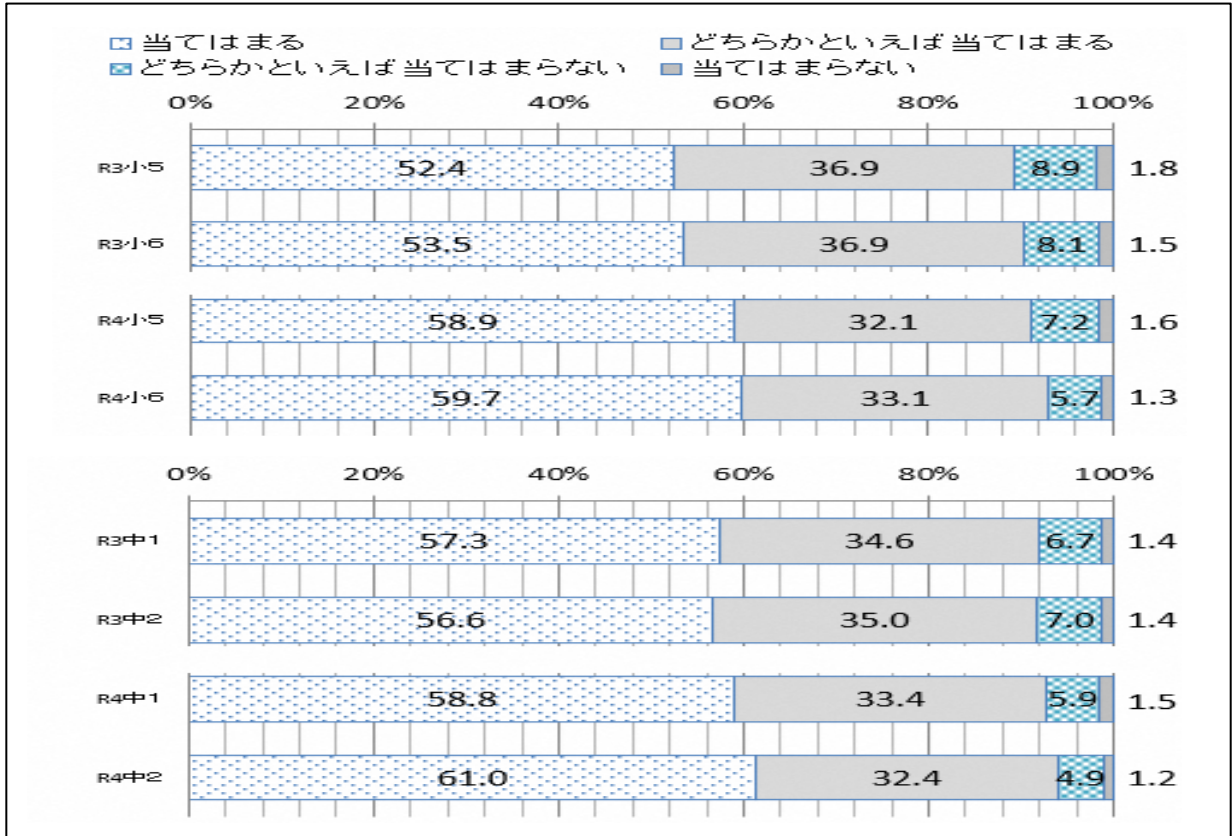 当てはまる どちらかといえば当てはまる
どちらかといえば当てはまらない 当てはまらない
0% 20% 40% 60% 80% 100%
R3小5 52.4 36.9 8.9 1.8
R3小6 53.5 36.9 8.1 1.5
R4小5 58.9 32.1 7.2 1.6
R4小6 59.7 33.1 5.7 1.3
0% 20% 40% 60% 80% 100%
R3中1 57.3 34.6 6.7 1.4
R3中2 56.6 35.0 7.0 1.4
R4中1 58.8 33.4 5.9 1.5
R4中2 61.0 32.4 4.9 1.2